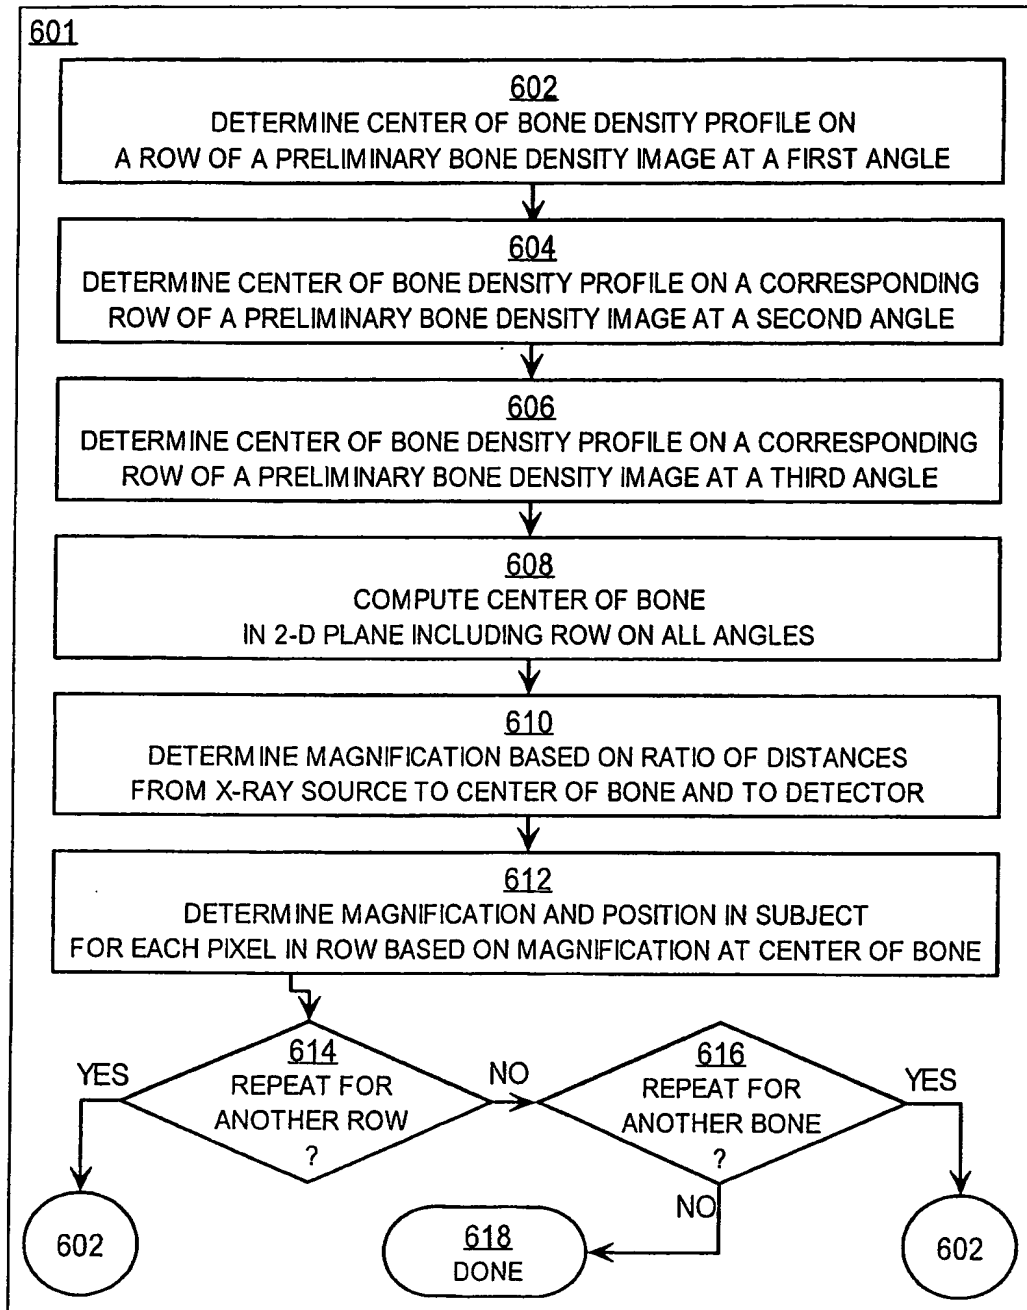 601
602
DETERMINE CENTER OF BONE DENSITY PROFILE ON
A ROW OF A PRELIMINARY BONE DENSITY IMAGE AT A FIRST ANGLE
604
DETERMINE CENTER OF BONE DENSITY PROFILE ON A CORRESPONDING
ROW OF A PRELIMINARY BONE DENSITY IMAGE AT A SECOND ANGLE
606
DETERMINE CENTER OF BONE DENSITY PROFILE ON A CORRESPONDING
ROW OF A PRELIMINARY BONE DENSITY IMAGE AT A THIRD ANGLE
608
COMPUTE CENTER OF BONE
IN 2-D PLANE INCLUDING ROW ON ALL ANGLES
610
DETERMINE MAGNIFICATION BASED ON RATIO OF DISTANCES
FROM X-RAY SOURCE TO CENTER OF BONE AND TO DETECTOR
612
DETERMINE MAGNIFICATION AND POSITION IN SUBJECT
FOR EACH PIXEL IN ROW BASED ON MAGNIFICATION AT CENTER OF BONE
YES
614
REPEAT FOR
ANOTHER ROW
?
NO
616
REPEAT FOR
ANOTHER BONE
?
YES
NO
602
618
DONE
602